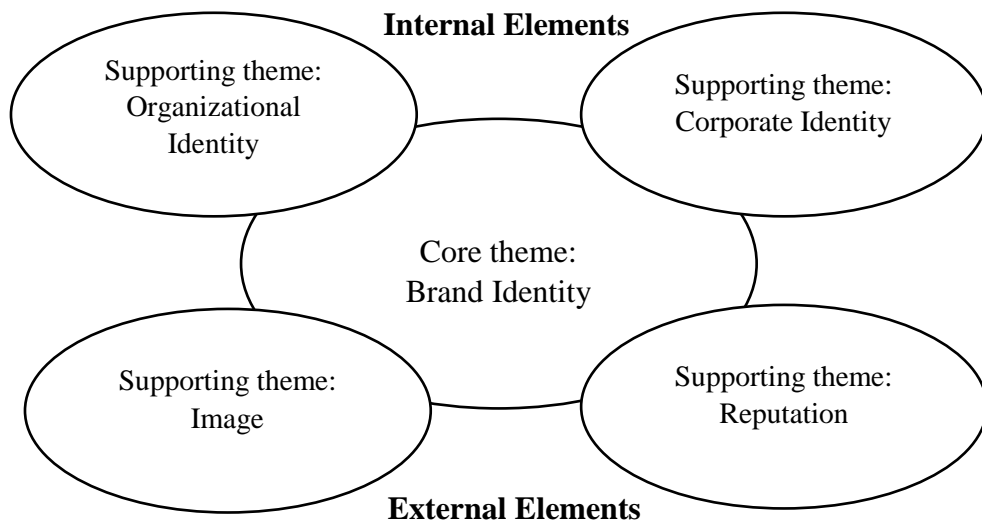 Internal Elements
Supporting theme:
Organizational
Identity
Supporting theme:
Corporate Identity
Core theme:
Brand Identity
Supporting theme:
Image
Supporting theme:
Reputation
External Elements